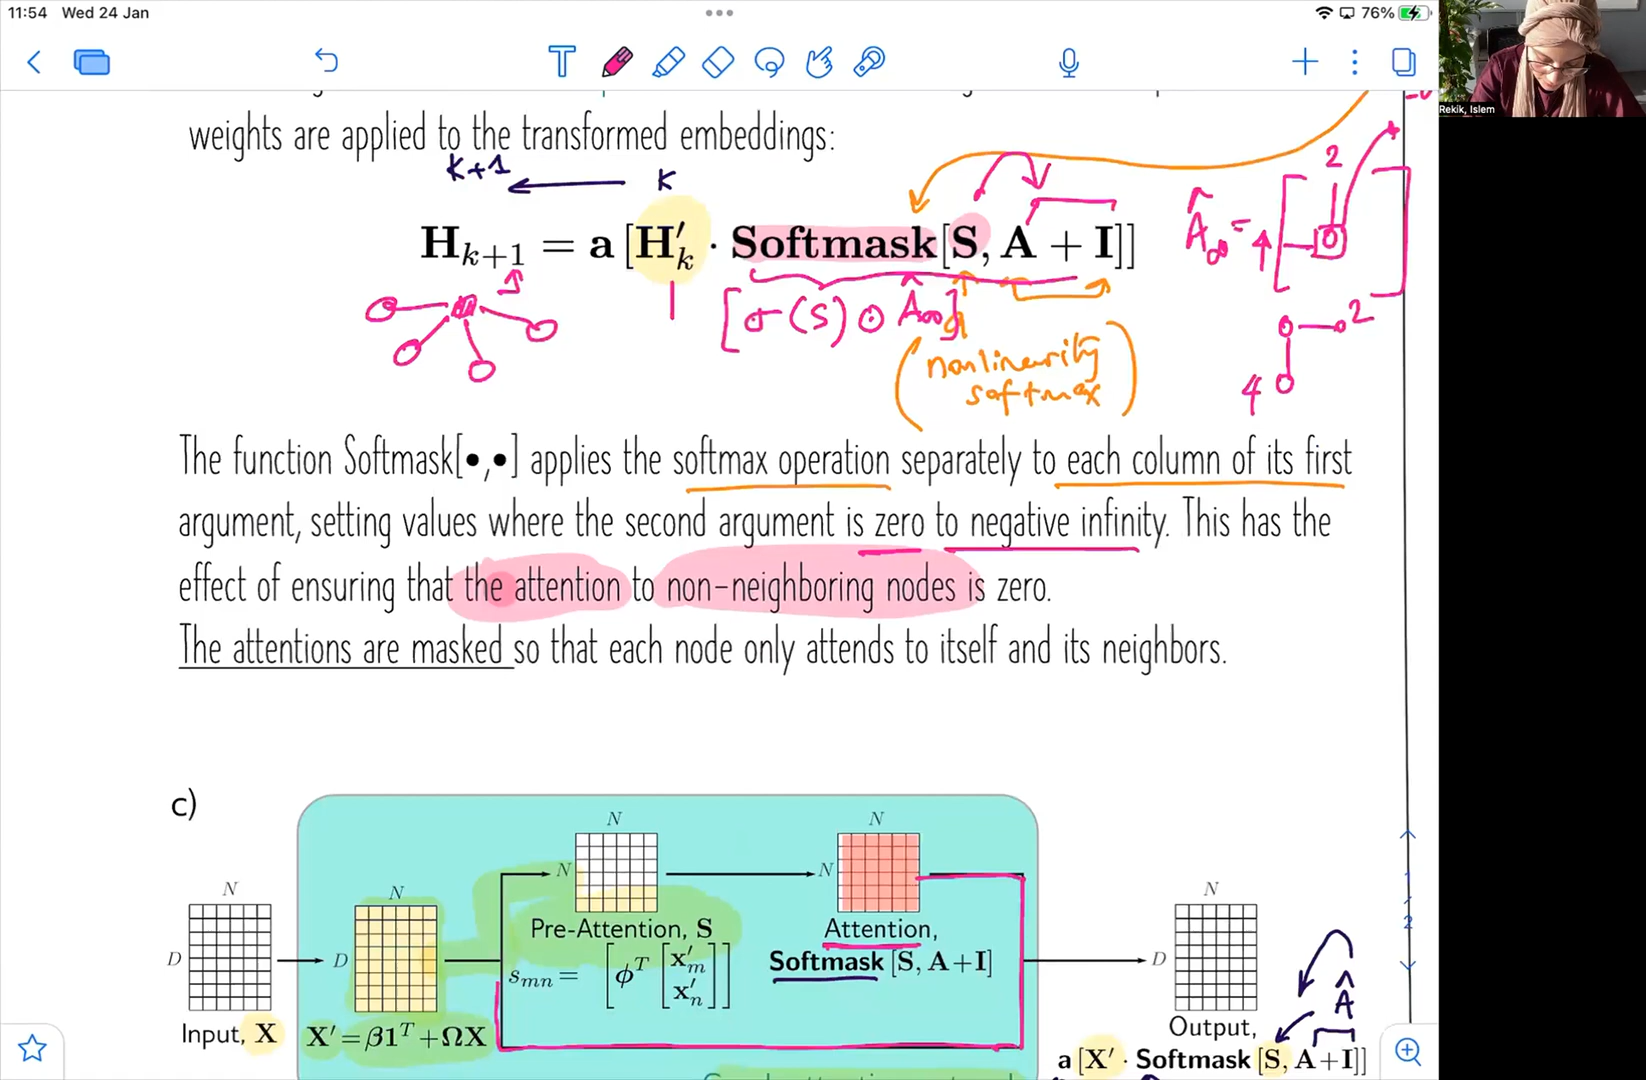 11:54 Wed 24 Jan
76%
Rekik, Islem
weights are applied to the transformed embeddings:
K+1
K
2
H_{k+1} = a [H'_k · Softmask[S, A + I]]
Â∞ =
[σ(S) ⊙ Â∞]
2
4
(nonlinearity
softmax)
The function Softmask[•,•] applies the softmax operation separately to each column of its first
argument, setting values where the second argument is zero to negative infinity. This has the
effect of ensuring that the attention to non-neighboring nodes is zero.
The attentions are masked so that each node only attends to itself and its neighbors.
c)
N
N
N
N
N
N
N
D
D
D
Pre-Attention, S
Attention,
s_{mn} = [φ^T [x'_m x'_n]]
Softmask [S, A+I]
Â
Input, X
X' = β1^T + ΩX
Output,
a [X' · Softmask [S, A+I]]